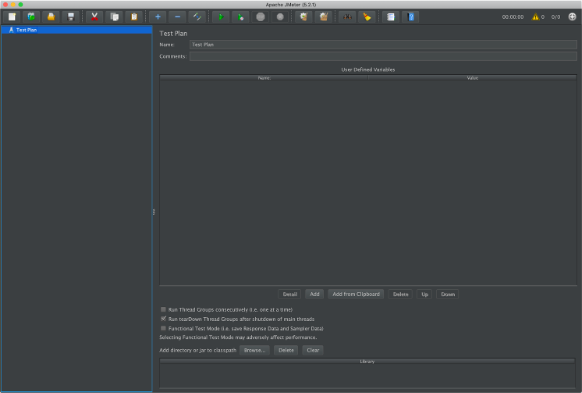 Apache JMeter (5.2.1)
00:00:00 0 0/0
Test Plan
Test Plan
Name: Test Plan
Comments:
User Defined Variables
Name: Value
Detail Add Add from Clipboard Delete Up Down
Run Thread Groups consecutively (i.e. one at a time)
Run tearDown Thread Groups after shutdown of main threads
Functional Test Mode (i.e. save Response Data and Sampler Data)
Selecting Functional Test Mode may adversely affect performance.
Add directory or jar to classpath Browse... Delete Clear
Library